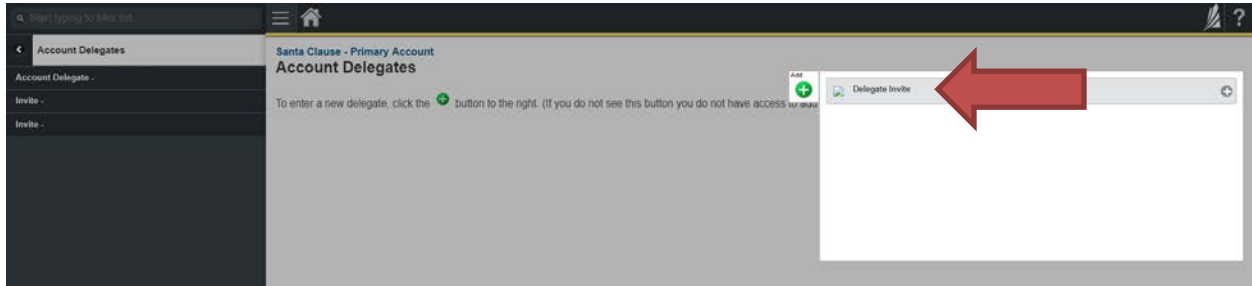 Start typing to filter list...
Account Delegates
Account Delegate -
Invite -
Invite -
?
Santa Clause - Primary Account
Account Delegates
To enter a new delegate, click the button to the right. (If you do not see this button you do not have access to add
Add
Delegate Invite